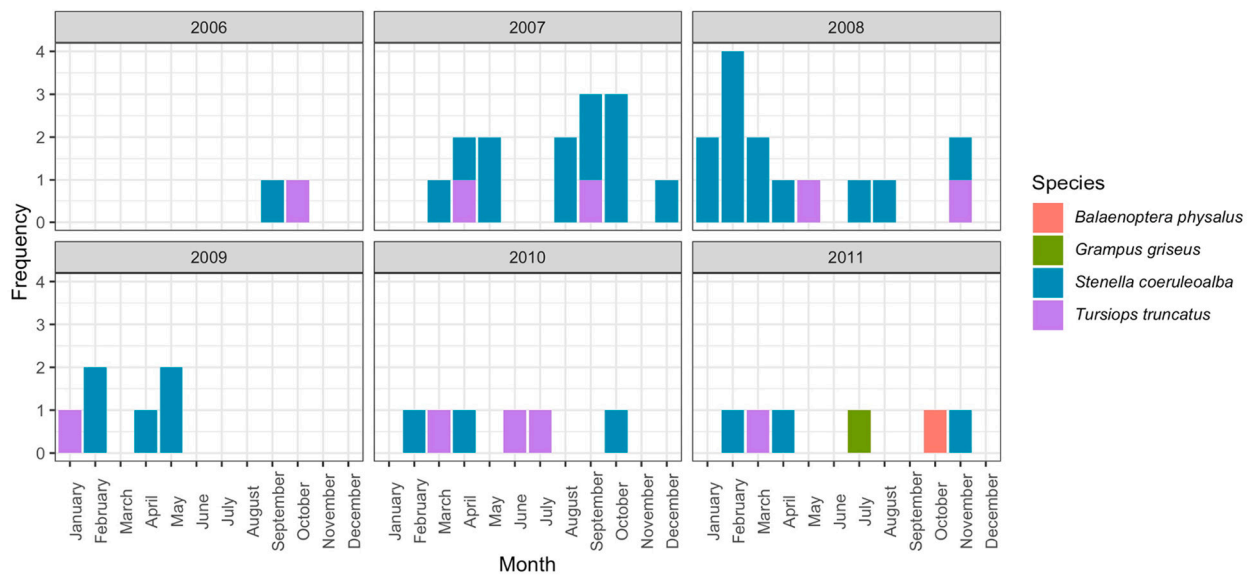 2006 2007 2008
4
3
2
1
0
2009 2010 2011
4
3
2
1
0
Frequency
January February March April May June July August September October November December
January February March April May June July August September October November December
January February March April May June July August September October November December
Month
Species
Balaenoptera physalus
Grampus griseus
Stenella coeruleoalba
Tursiops truncatus